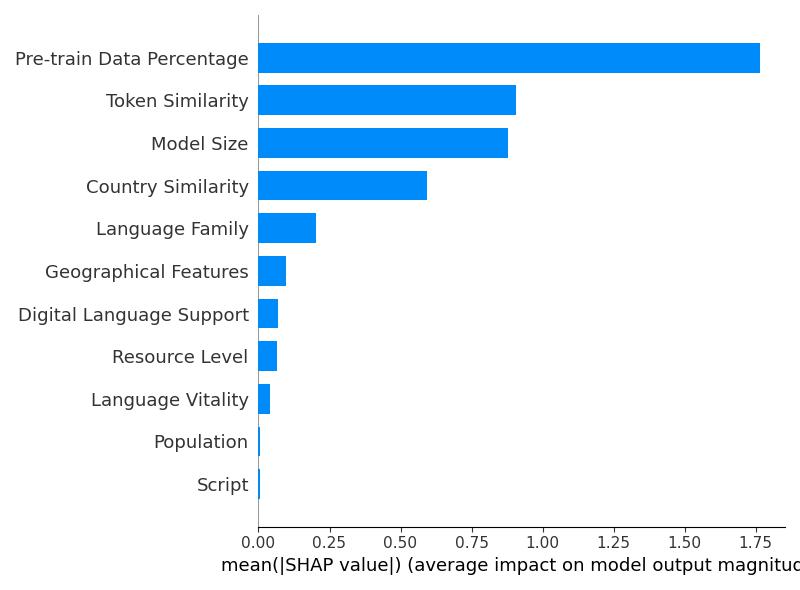 Pre-train Data Percentage
Token Similarity
Model Size
Country Similarity
Language Family
Geographical Features
Digital Language Support
Resource Level
Language Vitality
Population
Script
0.00 0.25 0.50 0.75 1.00 1.25 1.50 1.75
mean(|SHAP value|) (average impact on model output